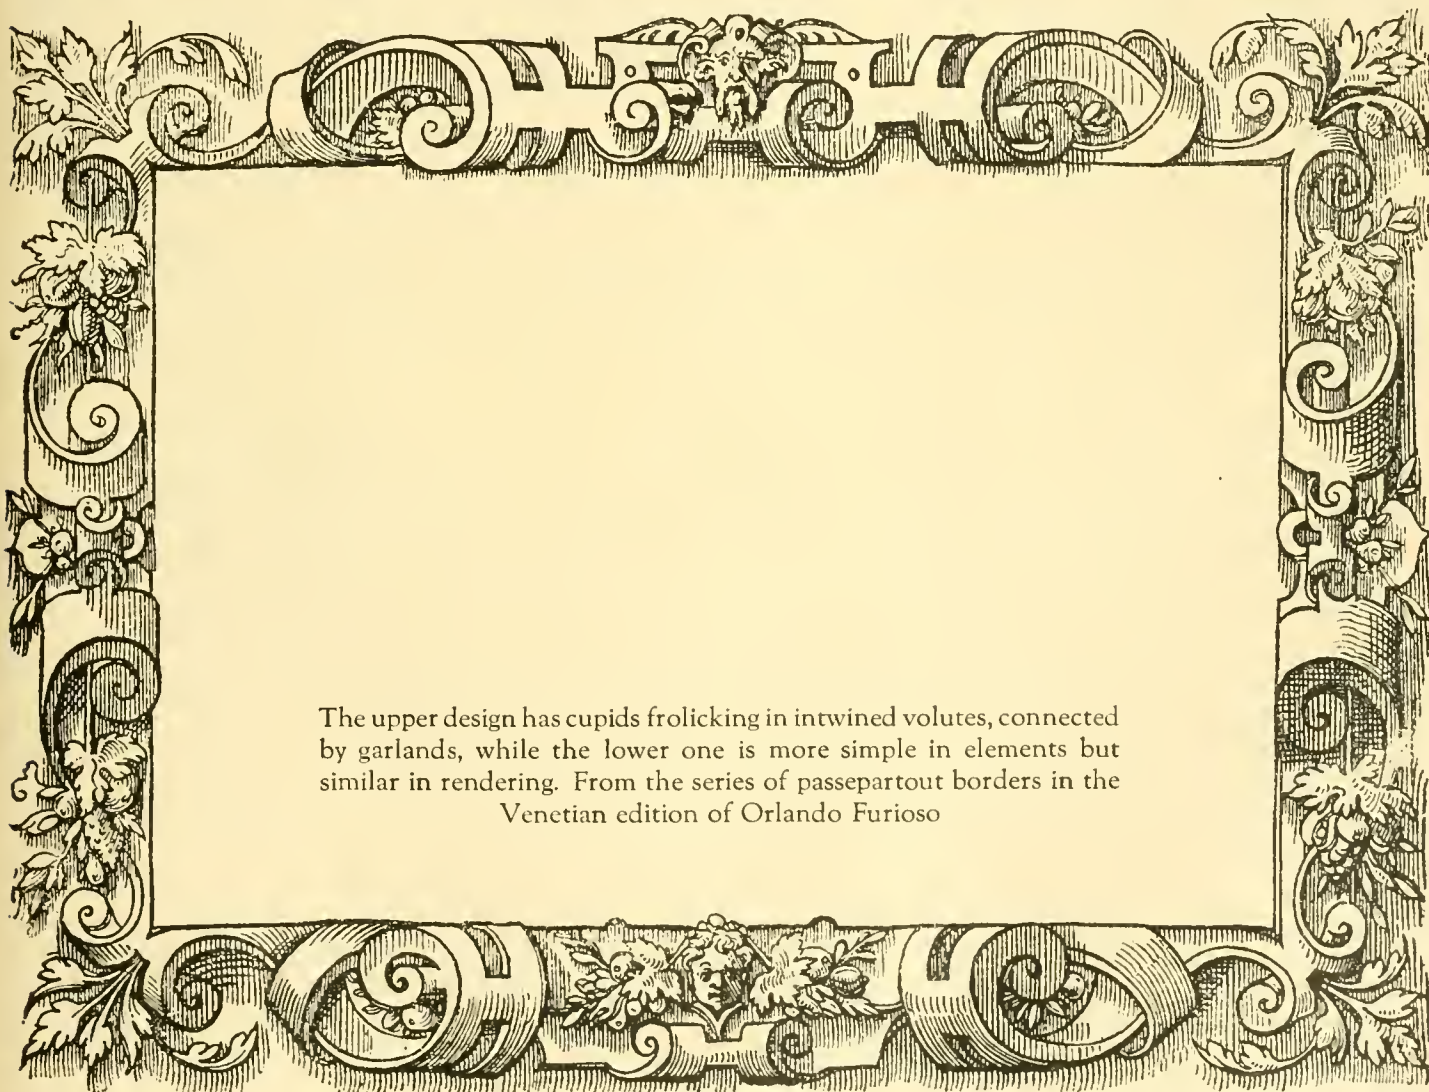 The upper design has cupids frolicking in intwined volutes, connected
by garlands, while the lower one is more simple in elements but
similar in rendering. From the series of passepartout borders in the
Venetian edition of Orlando Furioso